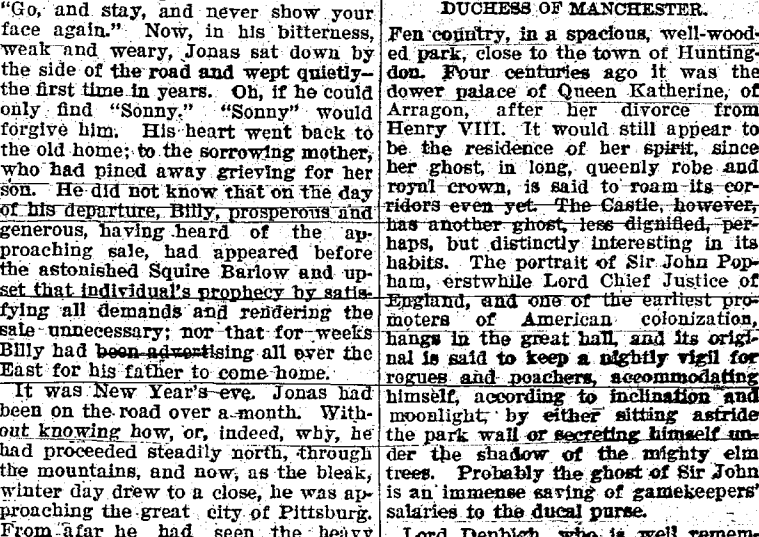 "Go, and stay, and never show your
face again." Now, in his bitterness,
weak and weary, Jonas sat down by
the side of the road and wept quietly—
the first time in years. Oh, if he could
only find "Sonny." "Sonny" would
forgive him. His heart went back to
the old home; to the sorrowing mother,
who had pined away grieving for her
son. He did not know that on the day
of his departure, Billy, prosperous and
generous, having heard of the ap-
proaching sale, had appeared before
the astonished Squire Barlow and up-
set that individual's prophecy by satis-
fying all demands and rendering the
sale unnecessary; nor that for weeks
Billy had been advertising all over the
East for his father to come home.
It was New Year's eve. Jonas had
been on the road over a month. With-
out knowing how, or, indeed, why, he
had proceeded steadily north, through
the mountains, and now, as the bleak,
winter day drew to a close, he was ap-
proaching the great city of Pittsburg.
From afar he had seen the heavy
DUCHESS OF MANCHESTER.
Fen country, in a spacious, well-wood-
ed park, close to the town of Hunting-
don. Four centuries ago it was the
dower palace of Queen Katherine, of
Arragon, after her divorce from
Henry VIII. It would still appear to
be the residence of her spirit, since
her ghost, in long, queenly robe and
royal crown, is said to roam its cor-
ridors even yet. The Castle, however,
has another ghost, less dignified, per-
haps, but distinctly interesting in its
habits. The portrait of Sir John Pop-
ham, erstwhile Lord Chief Justice of
England, and one of the earliest pro-
moters of American colonization,
hangs in the great hall, and its origi-
nal is said to keep a nightly vigil for
rogues and poachers, accommodating
himself, according to inclination and
moonlight, by either sitting astride
the park wall or secreting himself un-
der the shadow of the mighty elm
trees. Probably the ghost of Sir John
is an immense saving of gamekeepers'
salaries to the ducal purse.
Lord Denbigh, who is well remem-